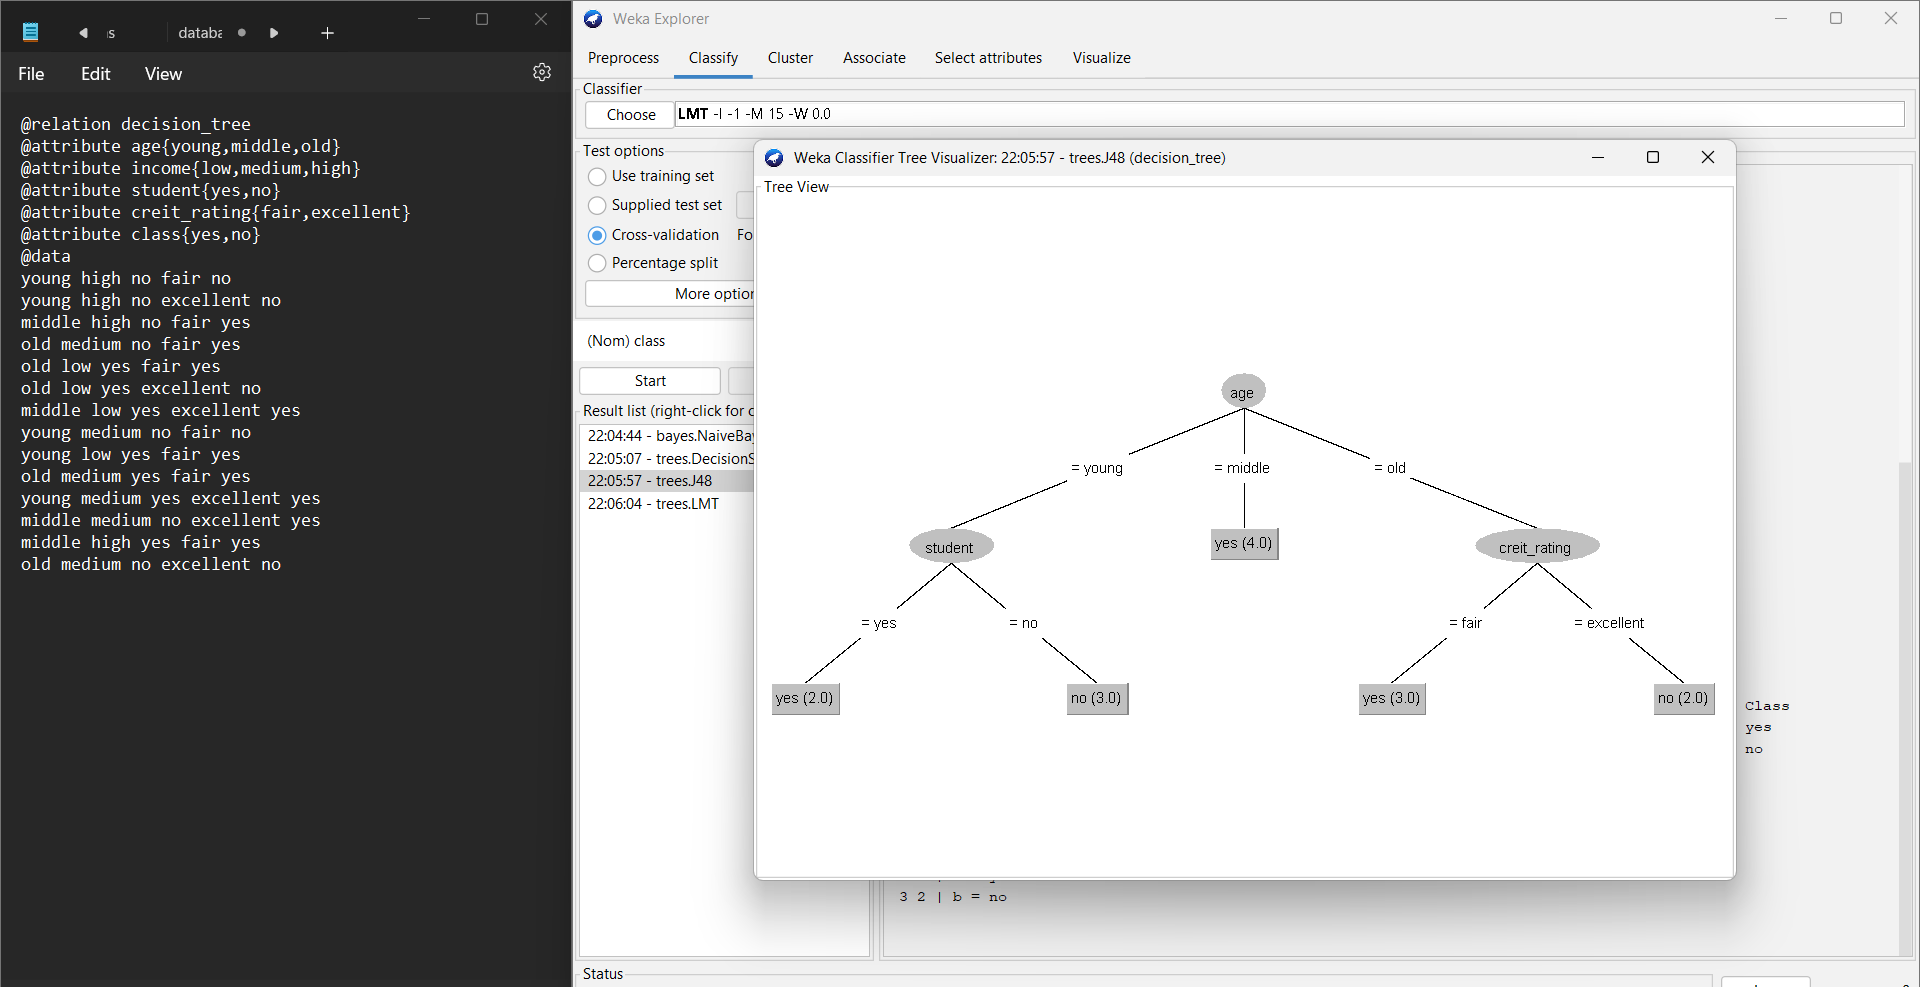 s
databa
File
Edit
View
@relation decision_tree
@attribute age{young,middle,old}
@attribute income{low,medium,high}
@attribute student{yes,no}
@attribute creit_rating{fair,excellent}
@attribute class{yes,no}
@data
young high no fair no
young high no excellent no
middle high no fair yes
old medium no fair yes
old low yes fair yes
old low yes excellent no
middle low yes excellent yes
young medium no fair no
young low yes fair yes
old medium yes fair yes
young medium yes excellent yes
middle medium no excellent yes
middle high yes fair yes
old medium no excellent no
Weka Explorer
Preprocess
Classify
Cluster
Associate
Select attributes
Visualize
Classifier
Choose
LMT -I -1 -M 15 -W 0.0
Test options
Use training set
Supplied test set
Cross-validation Fo
Percentage split
More option
(Nom) class
Start
Result list (right-click for o
22:04:44 - bayes.NaiveBay
22:05:07 - trees.DecisionS
22:05:57 - trees.J48
22:06:04 - trees.LMT
Weka Classifier Tree Visualizer: 22:05:57 - trees.J48 (decision_tree)
Tree View
age
= young
= middle
= old
student
yes (4.0)
creit_rating
= yes
= no
= fair
= excellent
yes (2.0)
no (3.0)
yes (3.0)
no (2.0)
Class
yes
no
3 2 | b = no
Status